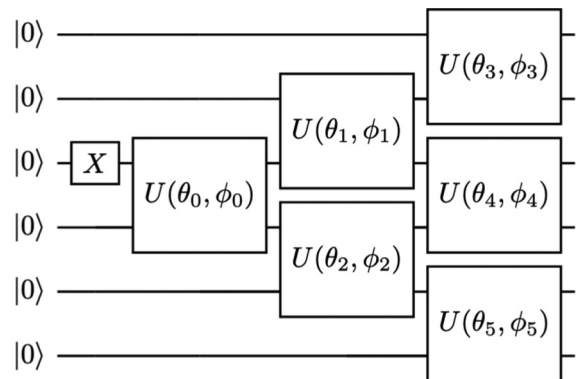 |0⟩
U(θ₃, ϕ₃)
|0⟩
U(θ₁, ϕ₁)
|0⟩
X
U(θ₀, ϕ₀)
U(θ₄, ϕ₄)
|0⟩
U(θ₂, ϕ₂)
|0⟩
U(θ₅, ϕ₅)
|0⟩